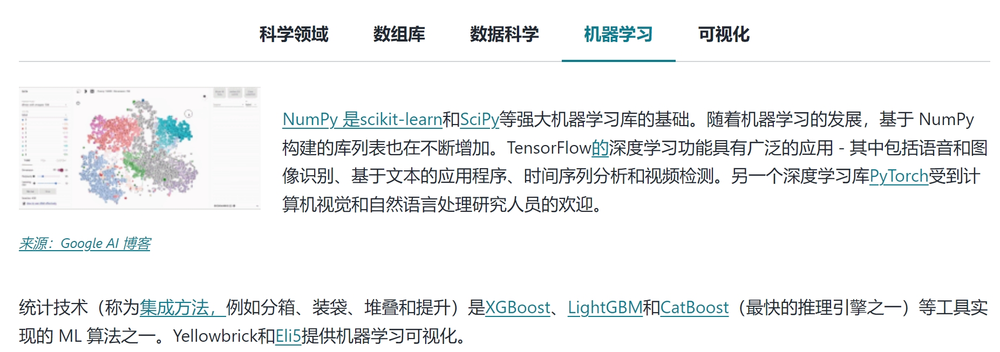 科学领域 数组库 数据科学 机器学习 可视化
NumPy 是scikit-learn和SciPy等强大机器学习库的基础。随着机器学习的发展，基于 NumPy
构建的库列表也在不断增加。TensorFlow的深度学习功能具有广泛的应用 - 其中包括语音和图
像识别、基于文本的应用程序、时间序列分析和视频检测。另一个深度学习库PyTorch受到计
算机视觉和自然语言处理研究人员的欢迎。
来源：Google AI 博客
统计技术（称为集成方法，例如分箱、装袋、堆叠和提升）是XGBoost、LightGBM和CatBoost（最快的推理引擎之一）等工具实
现的 ML 算法之一。Yellowbrick和Eli5提供机器学习可视化。